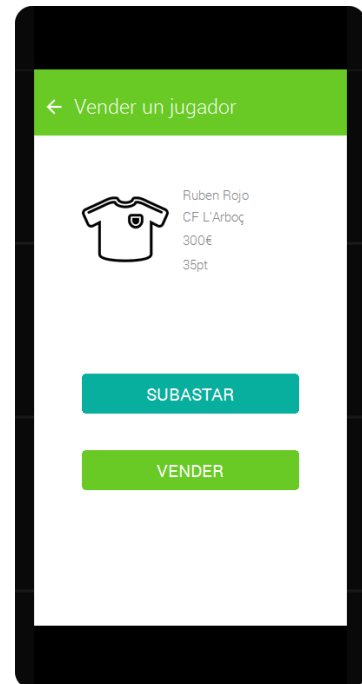 Vender un jugador
Ruben Rojo
CF L'Arboç
300€
35pt
SUBASTAR
VENDER